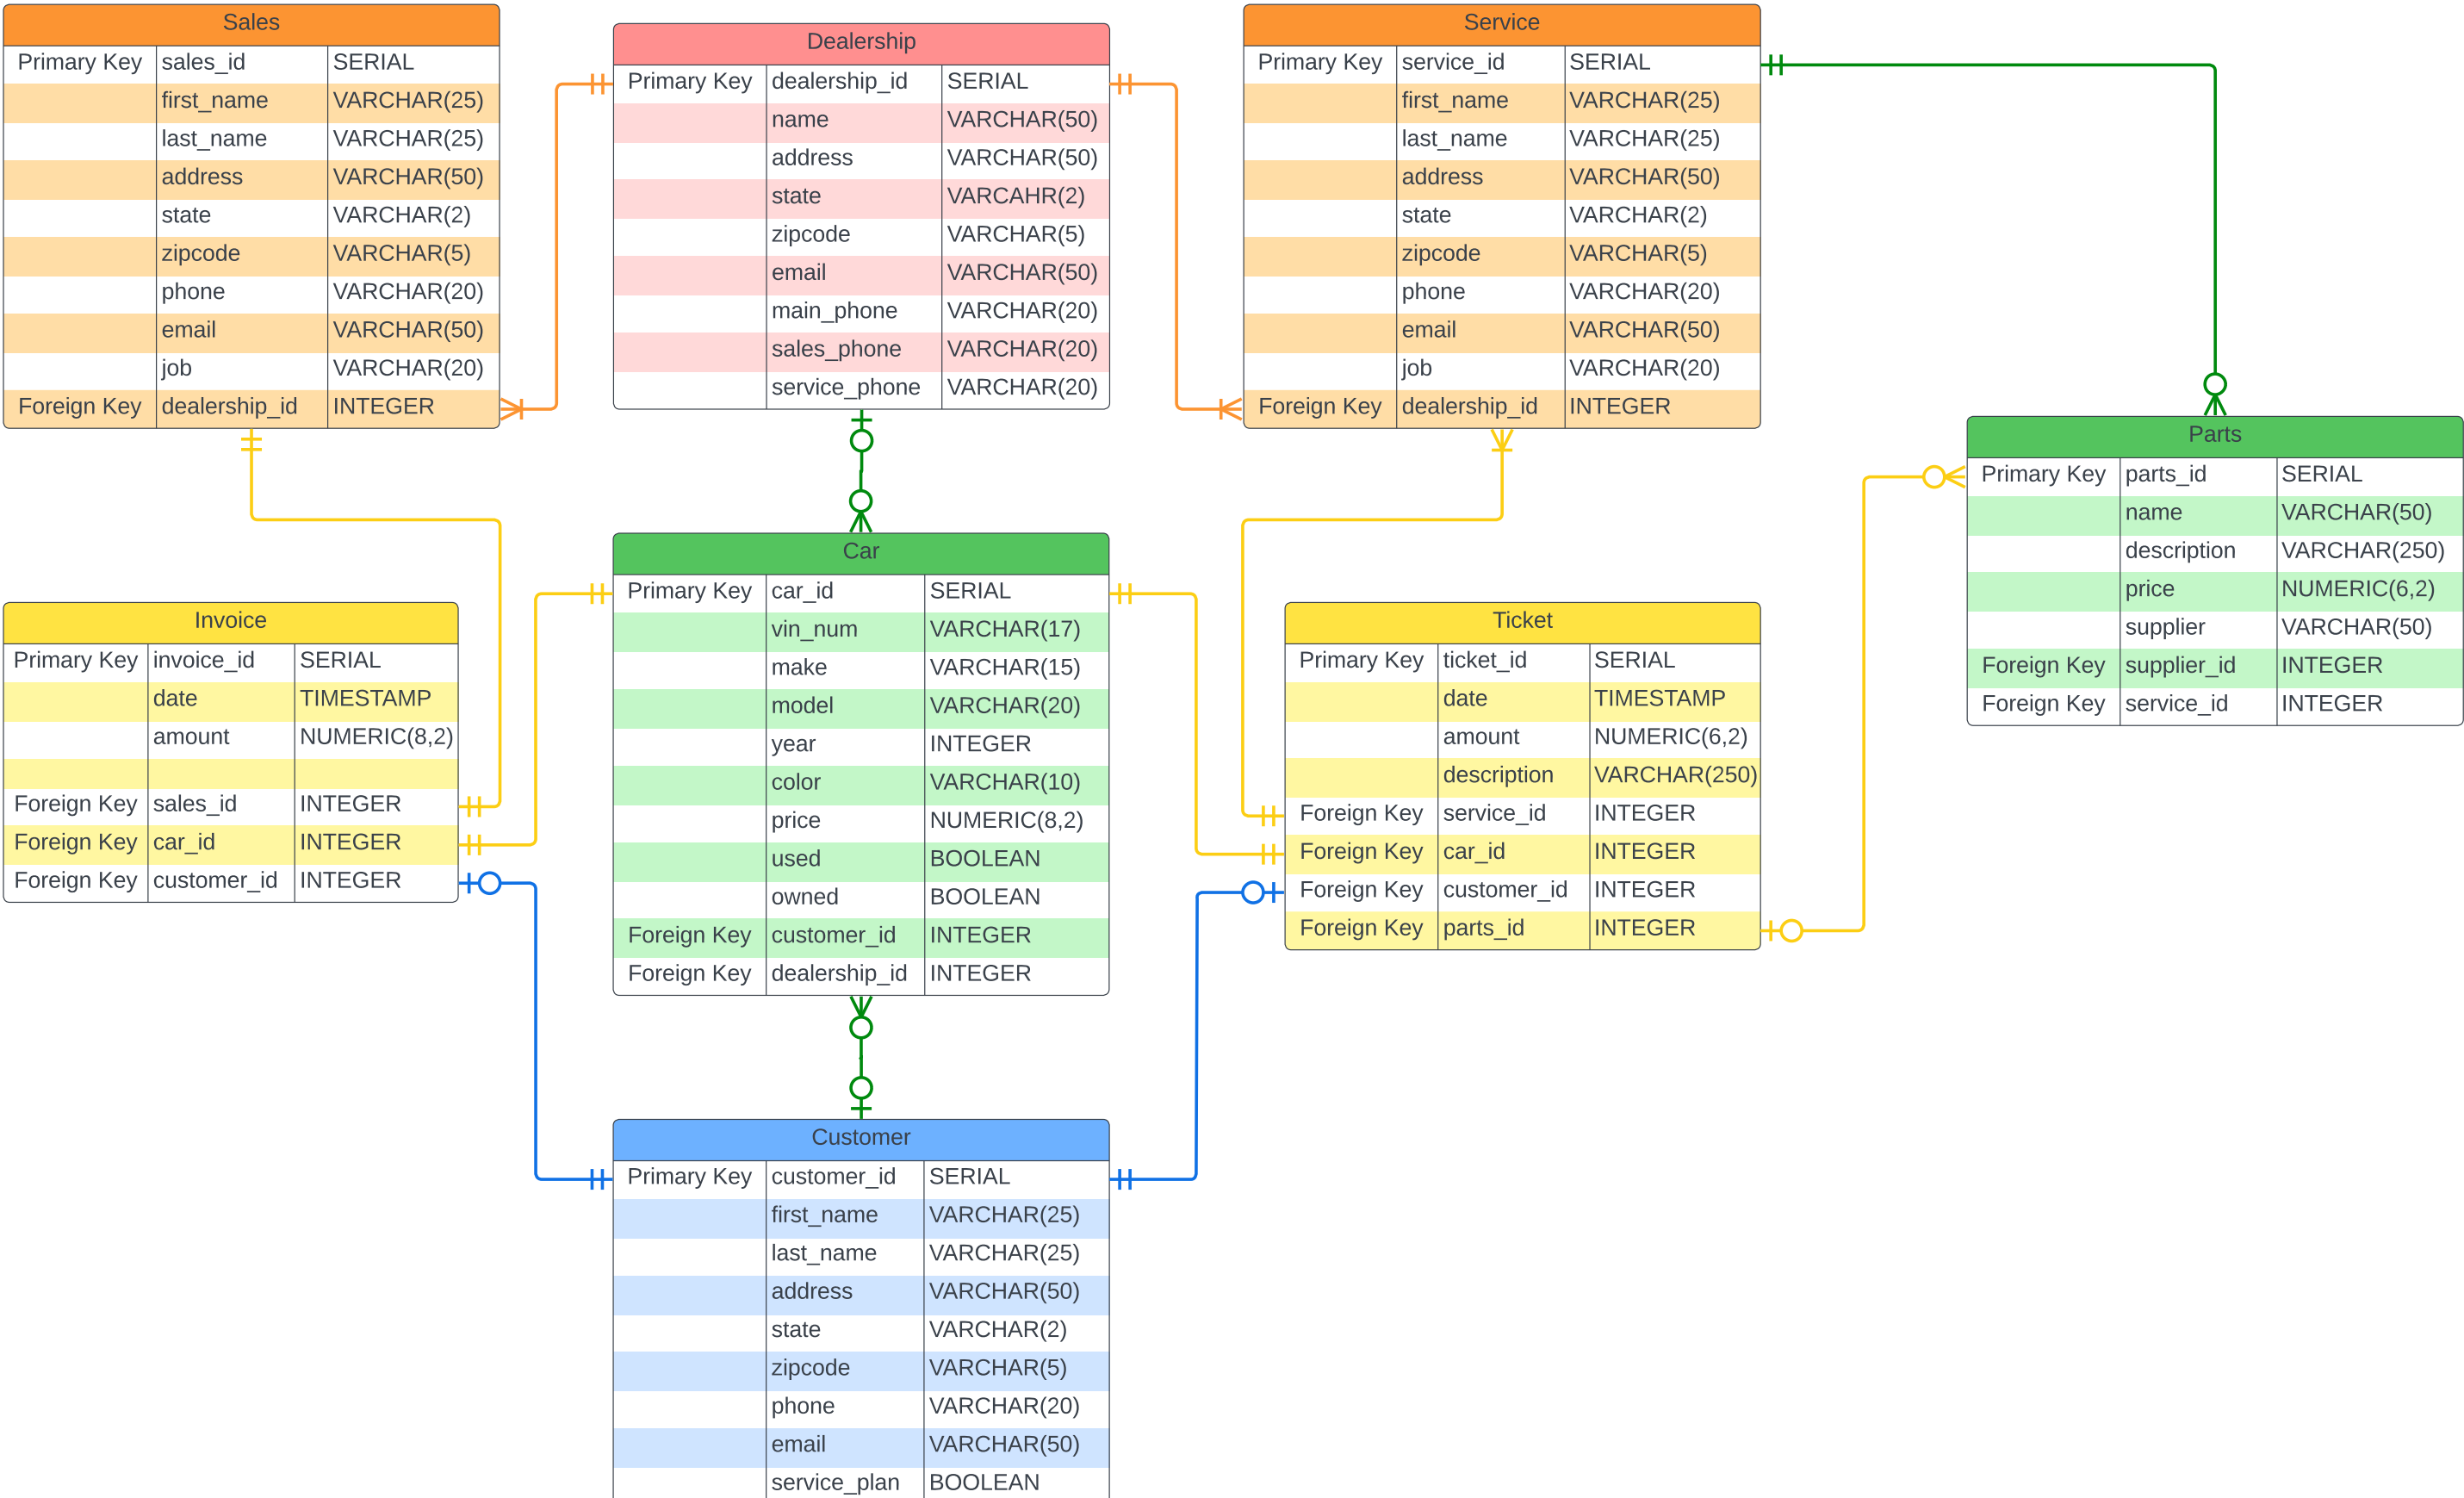 Sales
Primary Key sales_id SERIAL
first_name VARCHAR(25)
last_name VARCHAR(25)
address VARCHAR(50)
state VARCHAR(2)
zipcode VARCHAR(5)
phone VARCHAR(20)
email VARCHAR(50)
job VARCHAR(20)
Foreign Key dealership_id INTEGER
Dealership
Primary Key dealership_id SERIAL
name VARCHAR(50)
address VARCHAR(50)
state VARCAHR(2)
zipcode VARCHAR(5)
email VARCHAR(50)
main_phone VARCHAR(20)
sales_phone VARCHAR(20)
service_phone VARCHAR(20)
Service
Primary Key service_id SERIAL
first_name VARCHAR(25)
last_name VARCHAR(25)
address VARCHAR(50)
state VARCHAR(2)
zipcode VARCHAR(5)
phone VARCHAR(20)
email VARCHAR(50)
job VARCHAR(20)
Foreign Key dealership_id INTEGER
Parts
Primary Key parts_id SERIAL
name VARCHAR(50)
description VARCHAR(250)
price NUMERIC(6,2)
supplier VARCHAR(50)
Foreign Key supplier_id INTEGER
Foreign Key service_id INTEGER
Invoice
Primary Key invoice_id SERIAL
date TIMESTAMP
amount NUMERIC(8,2)
Foreign Key sales_id INTEGER
Foreign Key car_id INTEGER
Foreign Key customer_id INTEGER
Car
Primary Key car_id SERIAL
vin_num VARCHAR(17)
make VARCHAR(15)
model VARCHAR(20)
year INTEGER
color VARCHAR(10)
price NUMERIC(8,2)
used BOOLEAN
owned BOOLEAN
Foreign Key customer_id INTEGER
Foreign Key dealership_id INTEGER
Ticket
Primary Key ticket_id SERIAL
date TIMESTAMP
amount NUMERIC(6,2)
description VARCHAR(250)
Foreign Key service_id INTEGER
Foreign Key car_id INTEGER
Foreign Key customer_id INTEGER
Foreign Key parts_id INTEGER
Customer
Primary Key customer_id SERIAL
first_name VARCHAR(25)
last_name VARCHAR(25)
address VARCHAR(50)
state VARCHAR(2)
zipcode VARCHAR(5)
phone VARCHAR(20)
email VARCHAR(50)
service_plan BOOLEAN